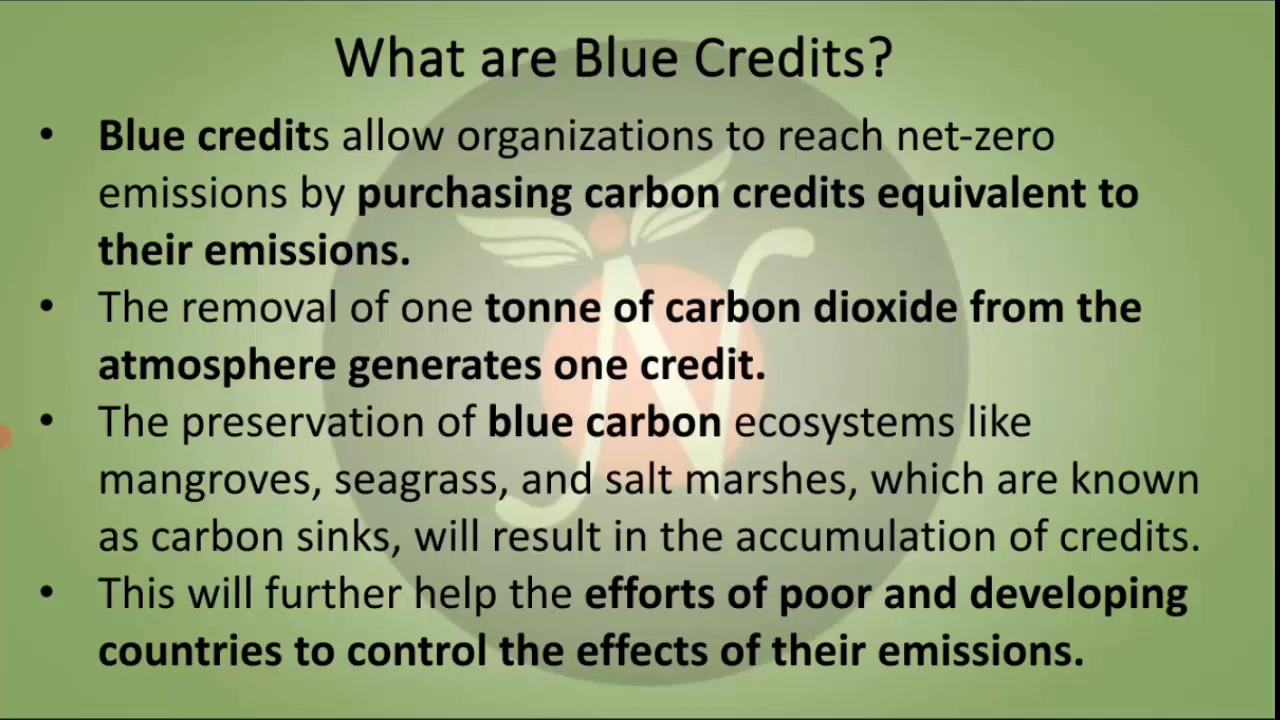 What are Blue Credits?
• Blue credits allow organizations to reach net-zero
emissions by purchasing carbon credits equivalent to
their emissions.
• The removal of one tonne of carbon dioxide from the
atmosphere generates one credit.
• The preservation of blue carbon ecosystems like
mangroves, seagrass, and salt marshes, which are known
as carbon sinks, will result in the accumulation of credits.
• This will further help the efforts of poor and developing
countries to control the effects of their emissions.